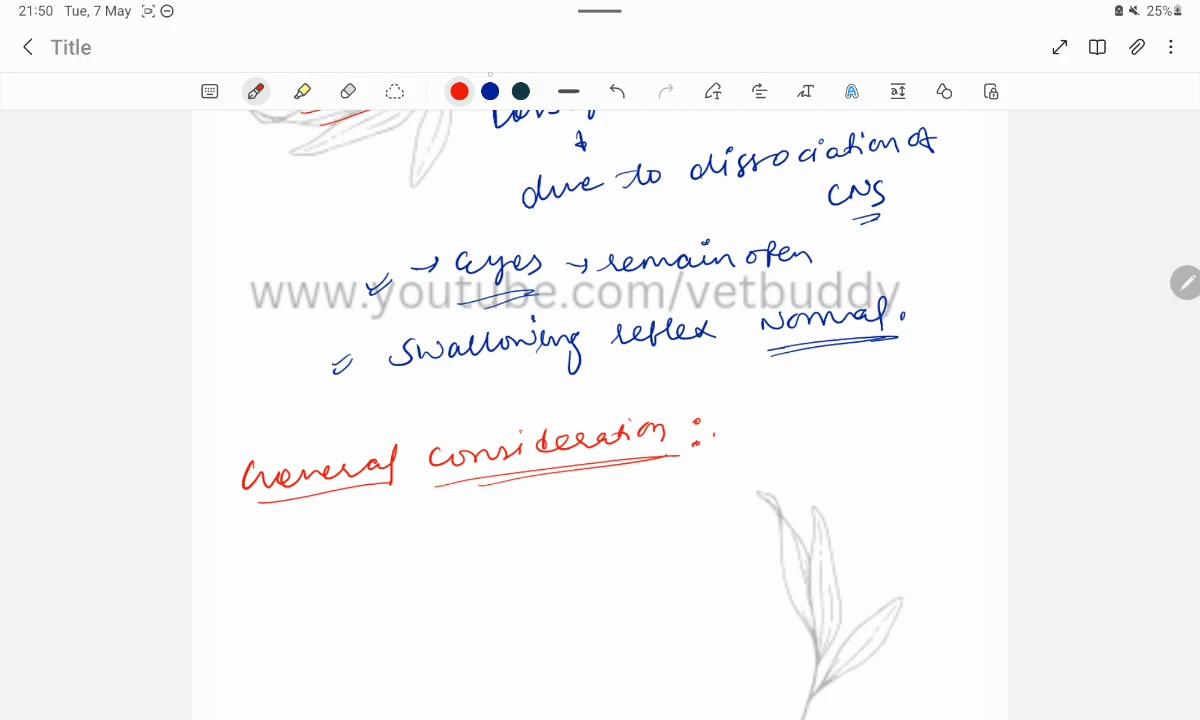 21:50 Tue, 7 May 25%
Title
due to dissociation of
CNS
→ Eyes → remain open
www.youtube.com/vetbuddy
Swallowing reflex Normal.
General consideration :.